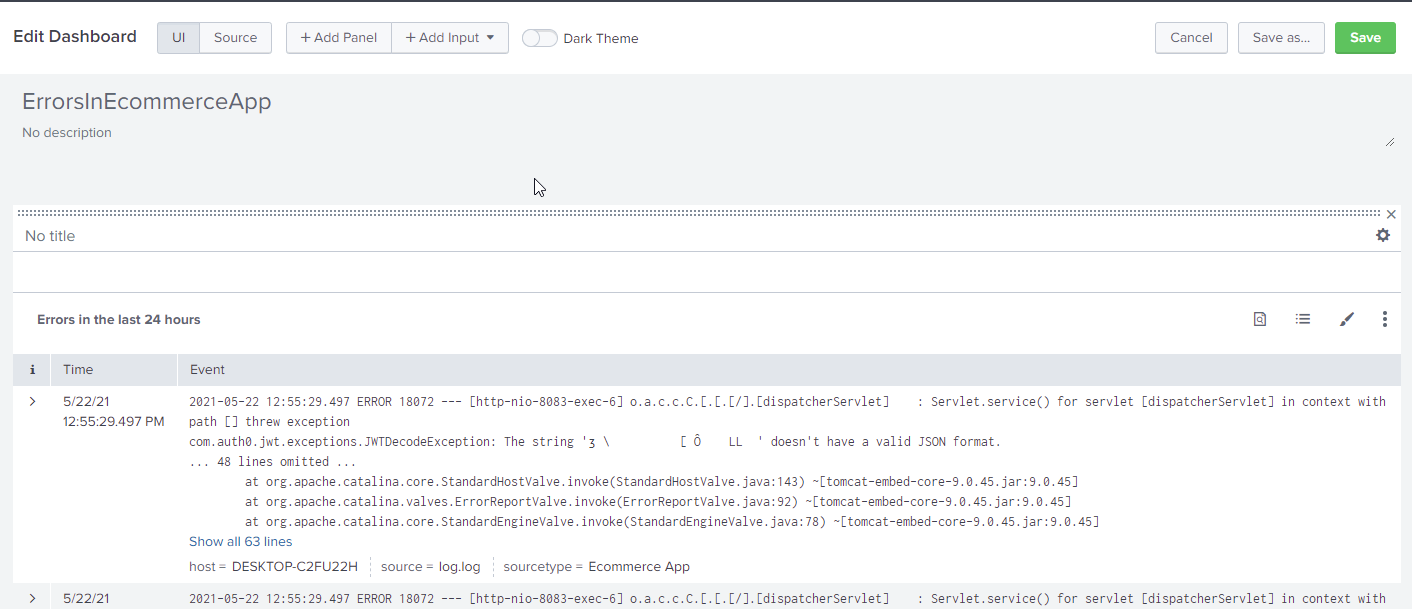 Edit Dashboard UI Source + Add Panel + Add Input Dark Theme Cancel Save as... Save
ErrorsInEcommerceApp
No description
No title
Errors in the last 24 hours
i Time Event
5/22/21 2021-05-22 12:55:29.497 ERROR 18072 --- [http-nio-8083-exec-6] o.a.c.c.C.[.[.[/].[dispatcherServlet] : Servlet.service() for servlet [dispatcherServlet] in context with
12:55:29.497 PM path [] threw exception
com.auth0.jwt.exceptions.JWTDecodeException: The string 'ʒ \ [ Ô LL ' doesn't have a valid JSON format.
... 48 lines omitted ...
at org.apache.catalina.core.StandardHostValve.invoke(StandardHostValve.java:143) ~[tomcat-embed-core-9.0.45.jar:9.0.45]
at org.apache.catalina.valves.ErrorReportValve.invoke(ErrorReportValve.java:92) ~[tomcat-embed-core-9.0.45.jar:9.0.45]
at org.apache.catalina.core.StandardEngineValve.invoke(StandardEngineValve.java:78) ~[tomcat-embed-core-9.0.45.jar:9.0.45]
Show all 63 lines
host = DESKTOP-C2FU22H source = log.log sourcetype = Ecommerce App
5/22/21 2021-05-22 12:55:29.497 ERROR 18072 --- [http-nio-8083-exec-6] o.a.c.c.C.[.[.[/].[dispatcherServlet] : Servlet.service() for servlet [dispatcherServlet] in context with